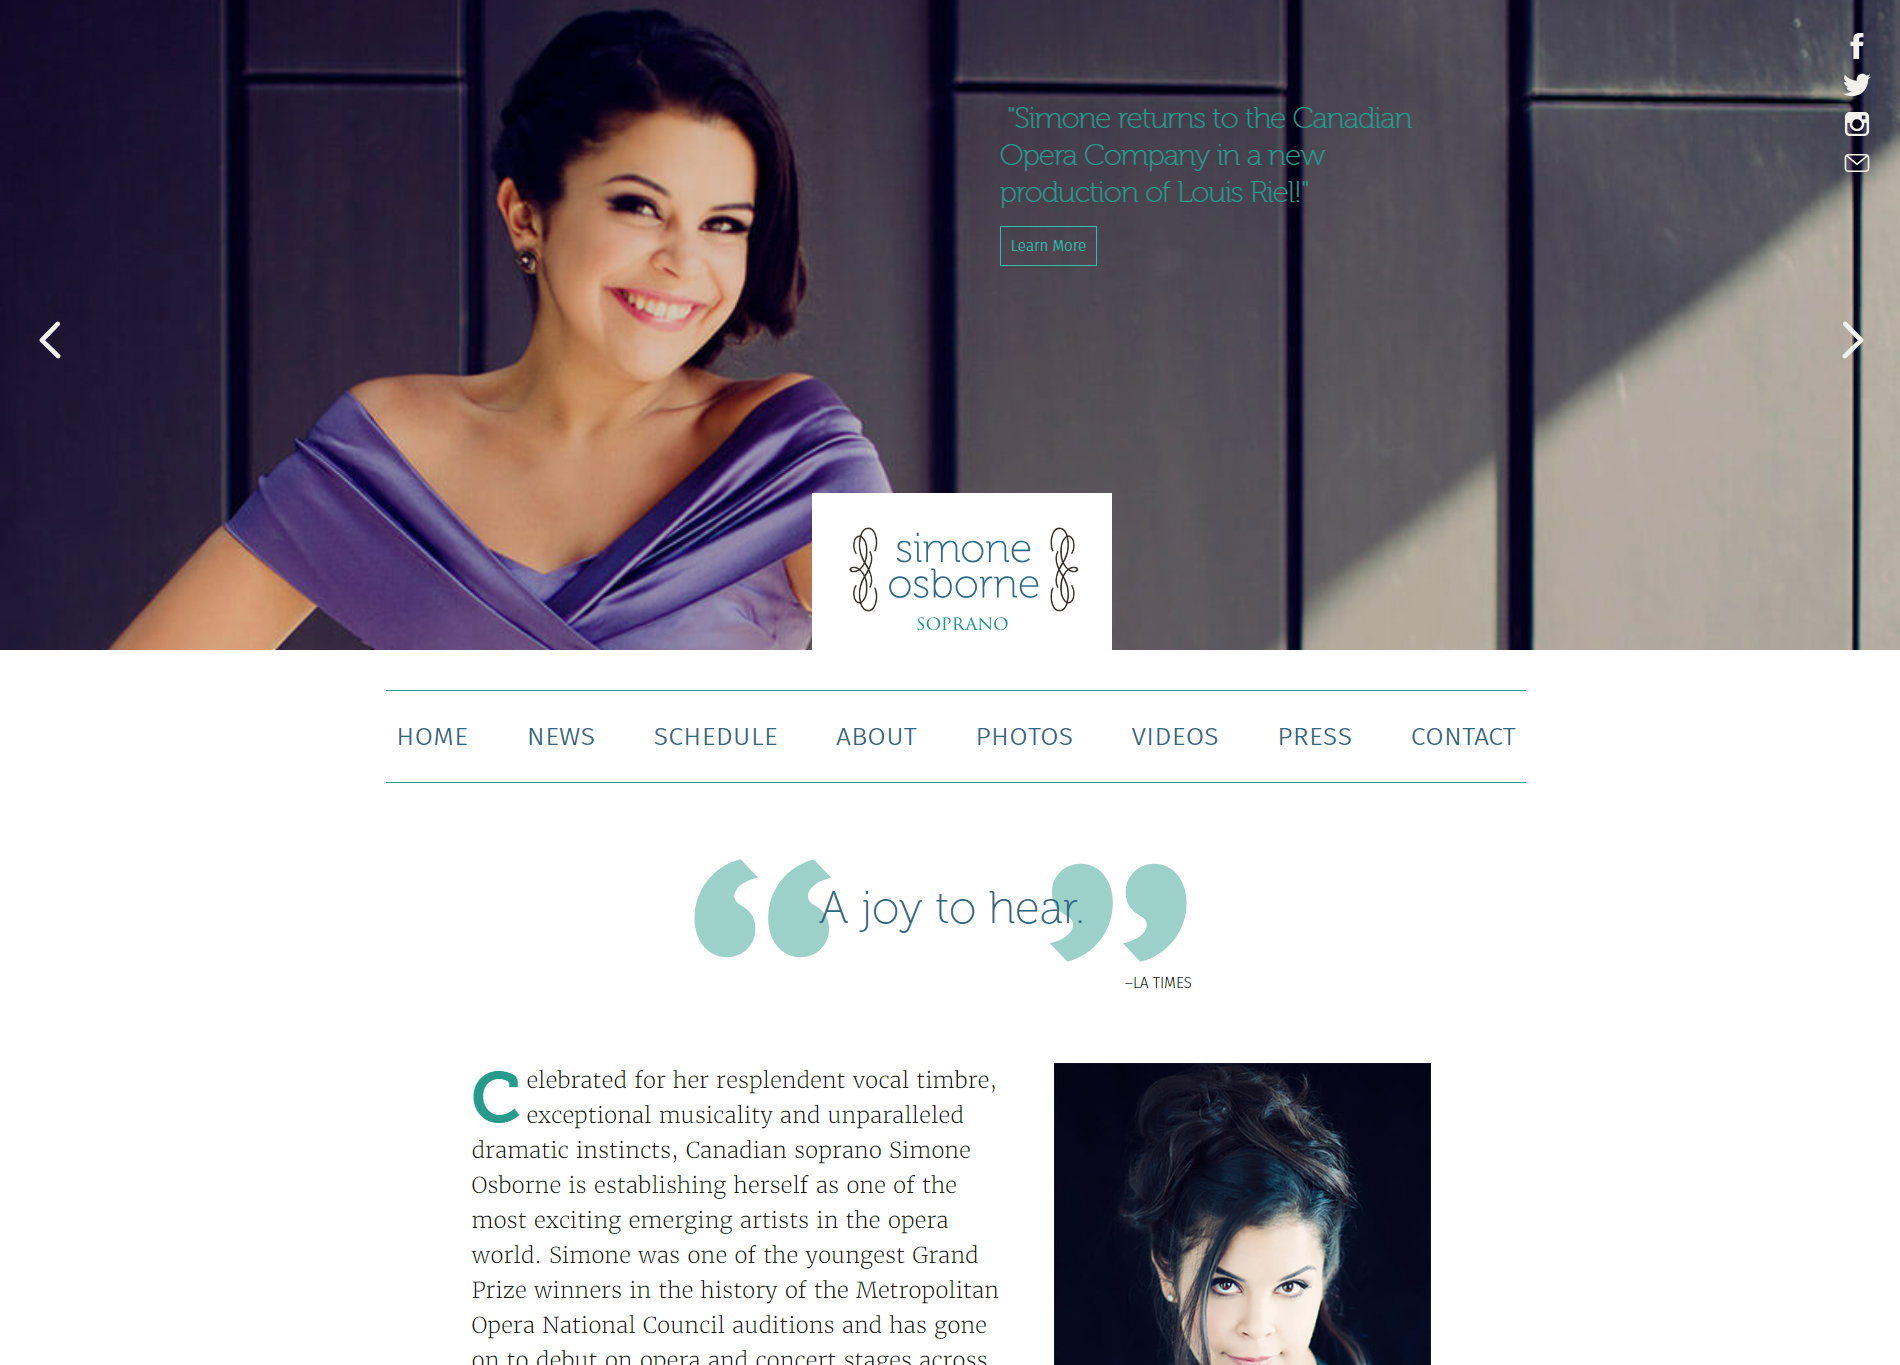 "Simone returns to the Canadian
Opera Company in a new
production of Louis Riel!"
Learn More
simone
osborne
SOPRANO
HOME NEWS SCHEDULE ABOUT PHOTOS VIDEOS PRESS CONTACT
“A joy to hear.”
–LA TIMES
Celebrated for her resplendent vocal timbre,
exceptional musicality and unparalleled
dramatic instincts, Canadian soprano Simone
Osborne is establishing herself as one of the
most exciting emerging artists in the opera
world. Simone was one of the youngest Grand
Prize winners in the history of the Metropolitan
Opera National Council auditions and has gone
on to debut on opera and concert stages across